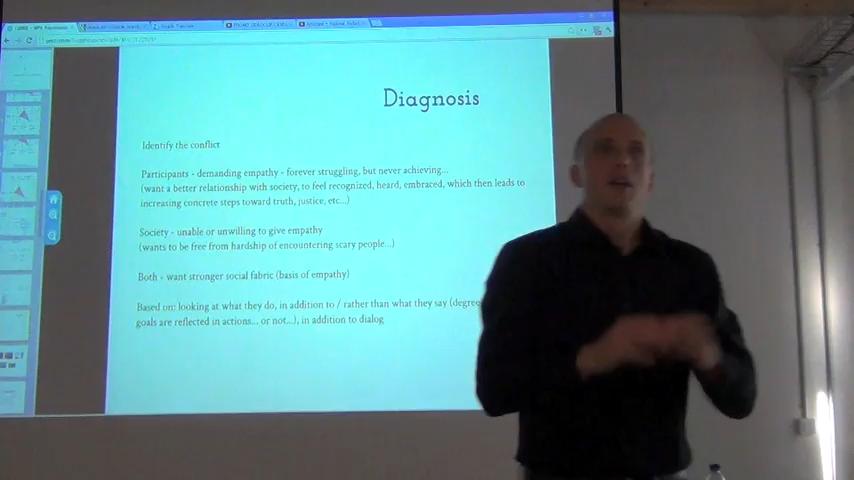 Diagnosis
Identify the conflict
Participants - demanding empathy - forever struggling, but never achieving...
(want a better relationship with society, to feel recognized, heard, embraced, which then leads to
increasing concrete steps toward truth, justice, etc...)
Society - unable or unwilling to give empathy
(wants to be free from hardship of encountering scary people...)
Both - want stronger social fabric (basis of empathy)
Based on: looking at what they do, in addition to / rather than what they say (degree
goals are reflected in actions... or not...), in addition to dialog